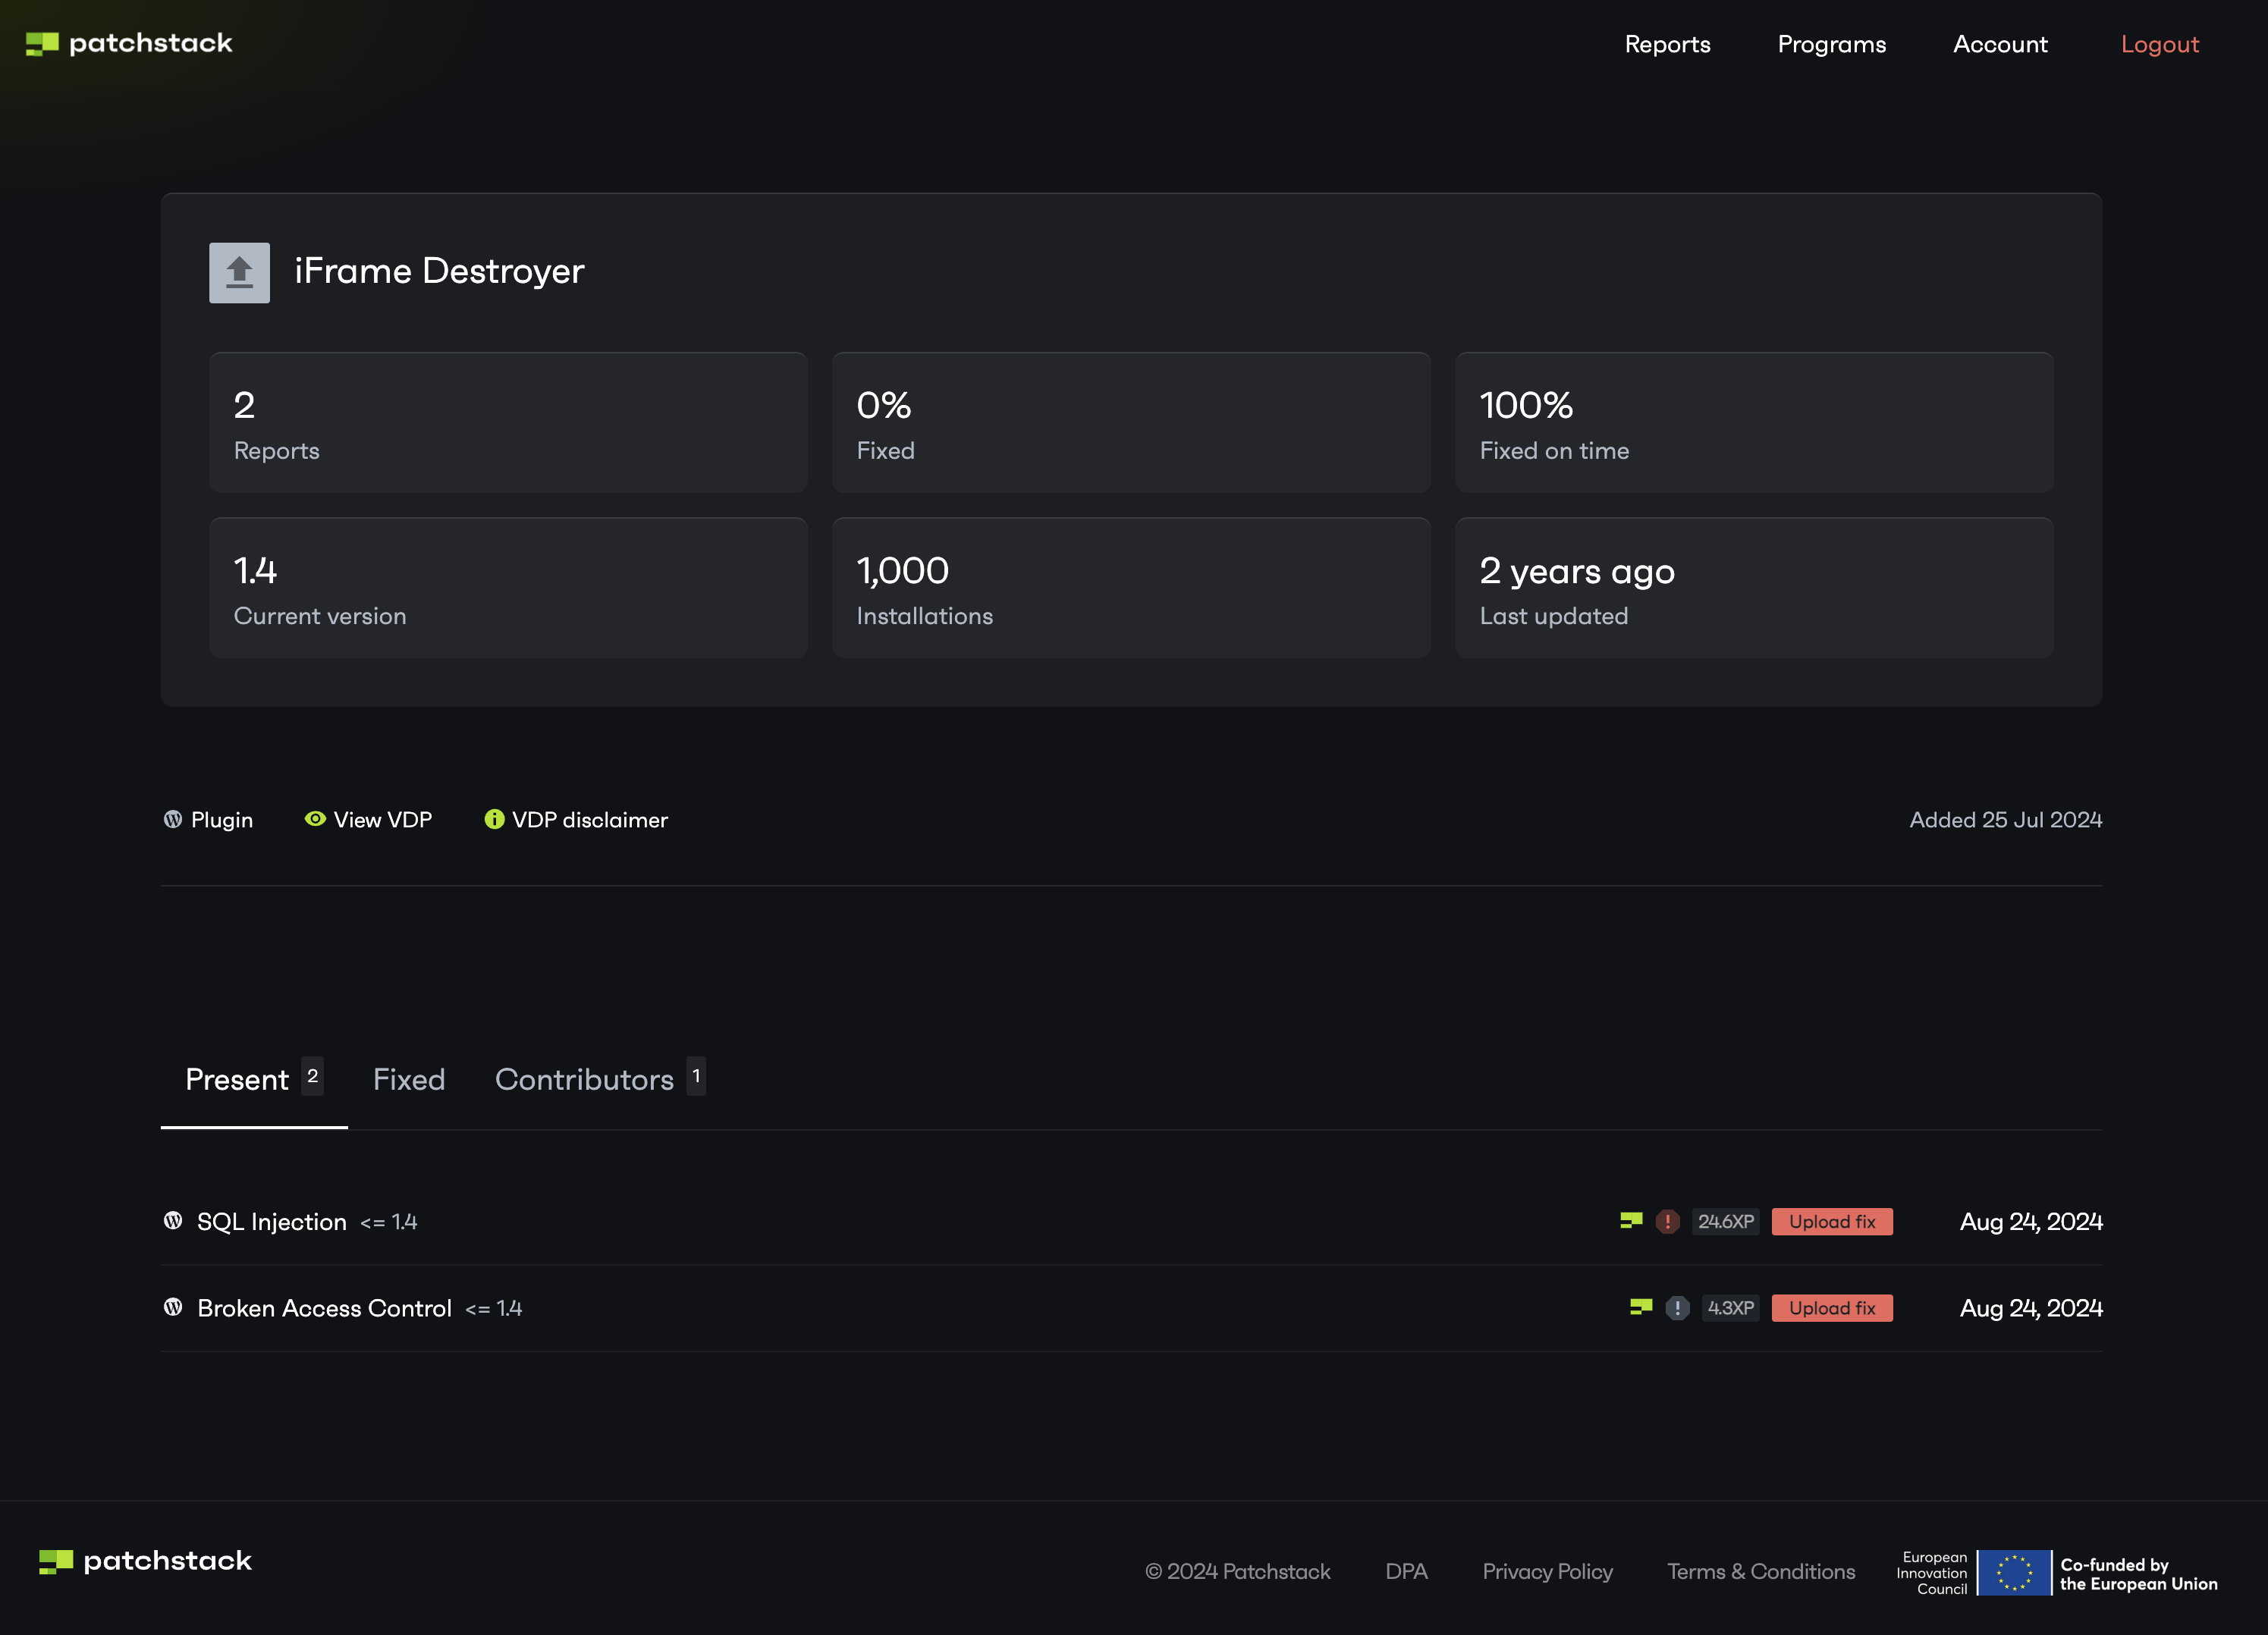 patchstack
Reports Programs Account Logout
iFrame Destroyer
2
Reports
0%
Fixed
100%
Fixed on time
1.4
Current version
1,000
Installations
2 years ago
Last updated
Plugin View VDP VDP disclaimer Added 25 Jul 2024
Present 2 Fixed Contributors 1
SQL Injection <= 1.4 24.6XP Upload fix Aug 24, 2024
Broken Access Control <= 1.4 4.3XP Upload fix Aug 24, 2024
patchstack
© 2024 Patchstack DPA Privacy Policy Terms & Conditions
European
Innovation
Council
Co-funded by
the European Union